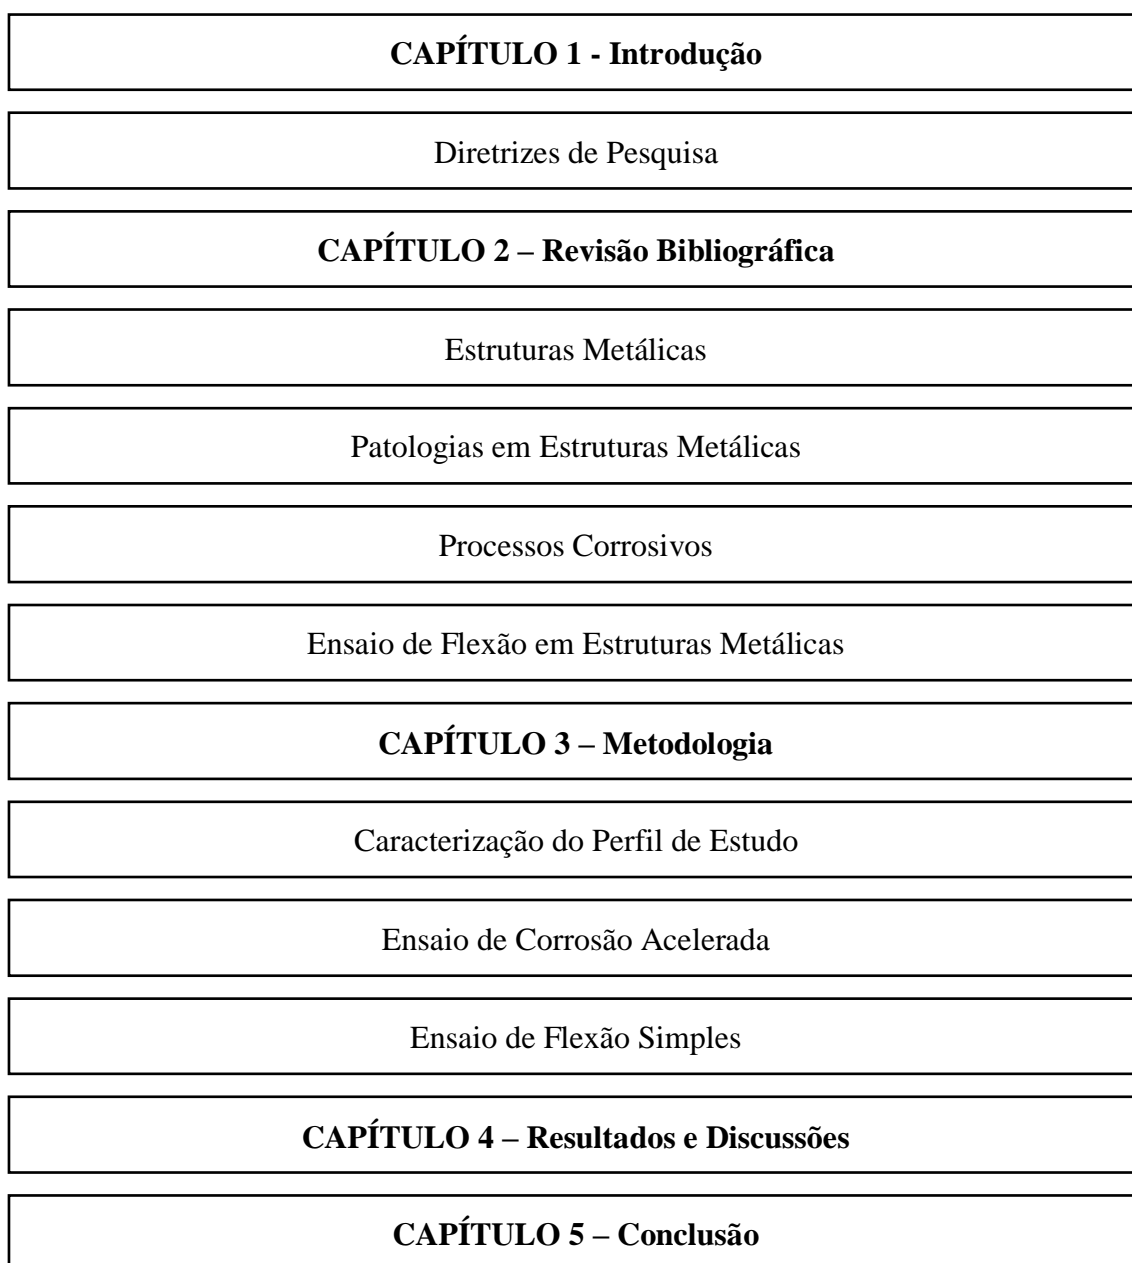 CAPÍTULO 1 - Introdução
Diretrizes de Pesquisa
CAPÍTULO 2 – Revisão Bibliográfica
Estruturas Metálicas
Patologias em Estruturas Metálicas
Processos Corrosivos
Ensaio de Flexão em Estruturas Metálicas
CAPÍTULO 3 – Metodologia
Caracterização do Perfil de Estudo
Ensaio de Corrosão Acelerada
Ensaio de Flexão Simples
CAPÍTULO 4 – Resultados e Discussões
CAPÍTULO 5 – Conclusão